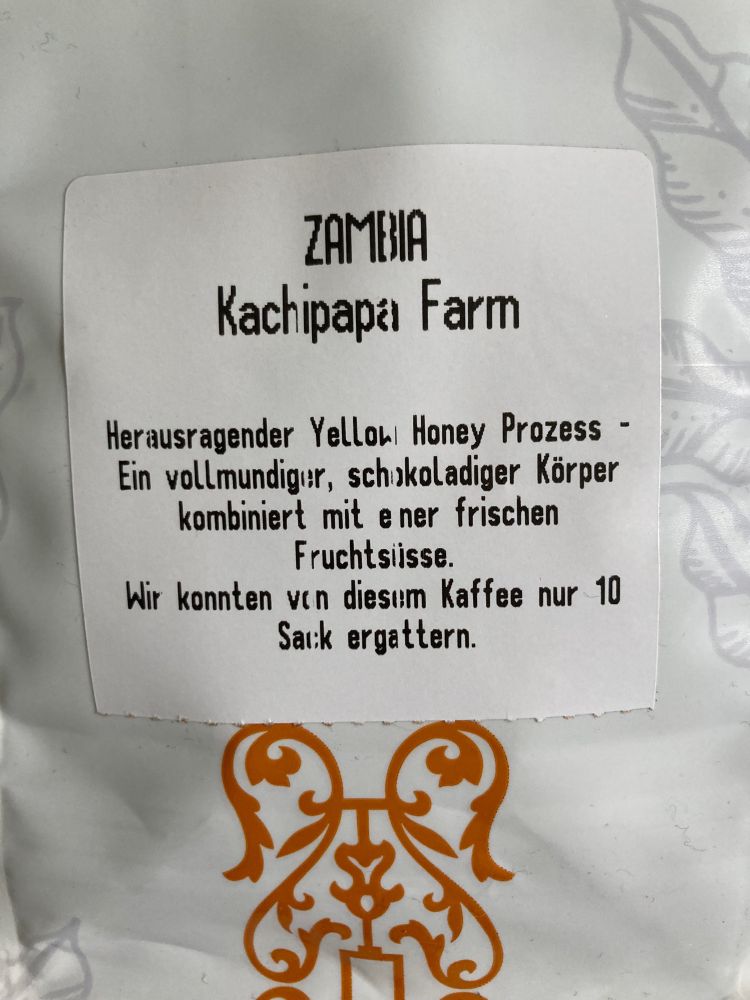 ZAMBIA
Kachipapa Farm
Herausragender Yellow Honey Prozess -
Ein vollmundiger, schokoladiger Körper
kombiniert mit einer frischen
Fruchtsüsse.
Wir konnten von diesem Kaffee nur 10
Sack ergattern.